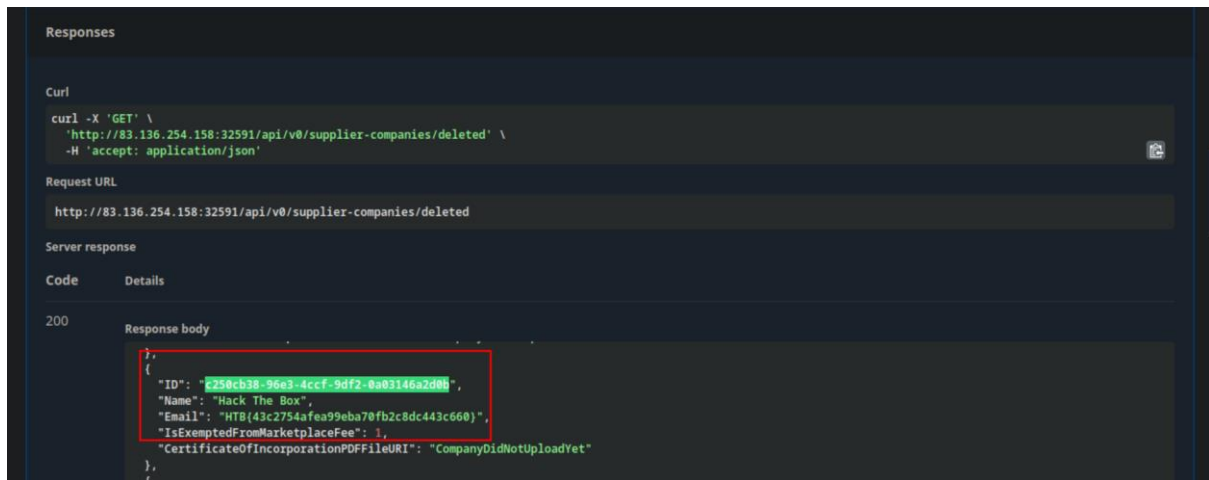 Responses
Curl
curl -X 'GET' \
'http://83.136.254.158:32591/api/v0/supplier-companies/deleted' \
-H 'accept: application/json'
Request URL
http://83.136.254.158:32591/api/v0/supplier-companies/deleted
Server response
Code Details
200
Response body
},
{
"ID": "c250cb38-96e3-4ccf-9df2-0a03146a2d0b",
"Name": "Hack The Box",
"Email": "HTB{43c2754afea99eba70fb2c8dc443c660}",
"IsExemptedFromMarketplaceFee": 1,
"CertificateOfIncorporationPDFFileURI": "CompanyDidNotUploadYet"
},
{